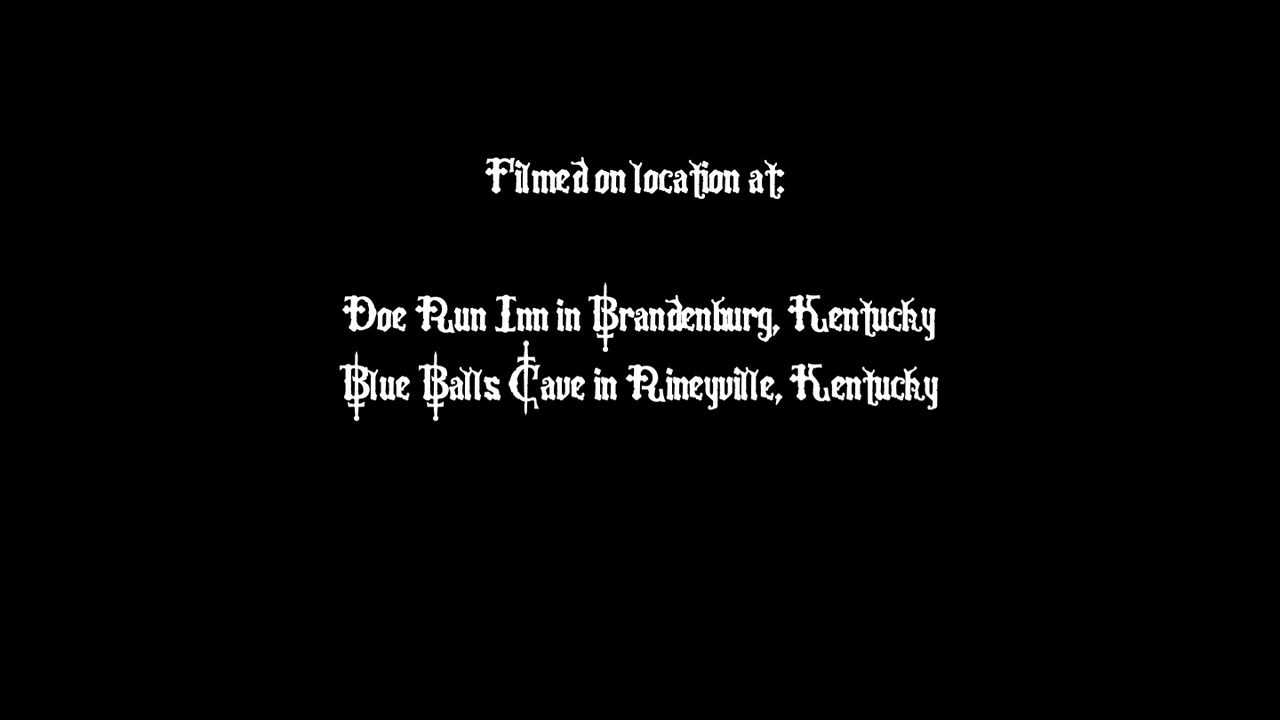 Filmed on location at:
Doe Run Inn in Brandenburg, Kentucky
Blue Balls Cave in Rineyville, Kentucky